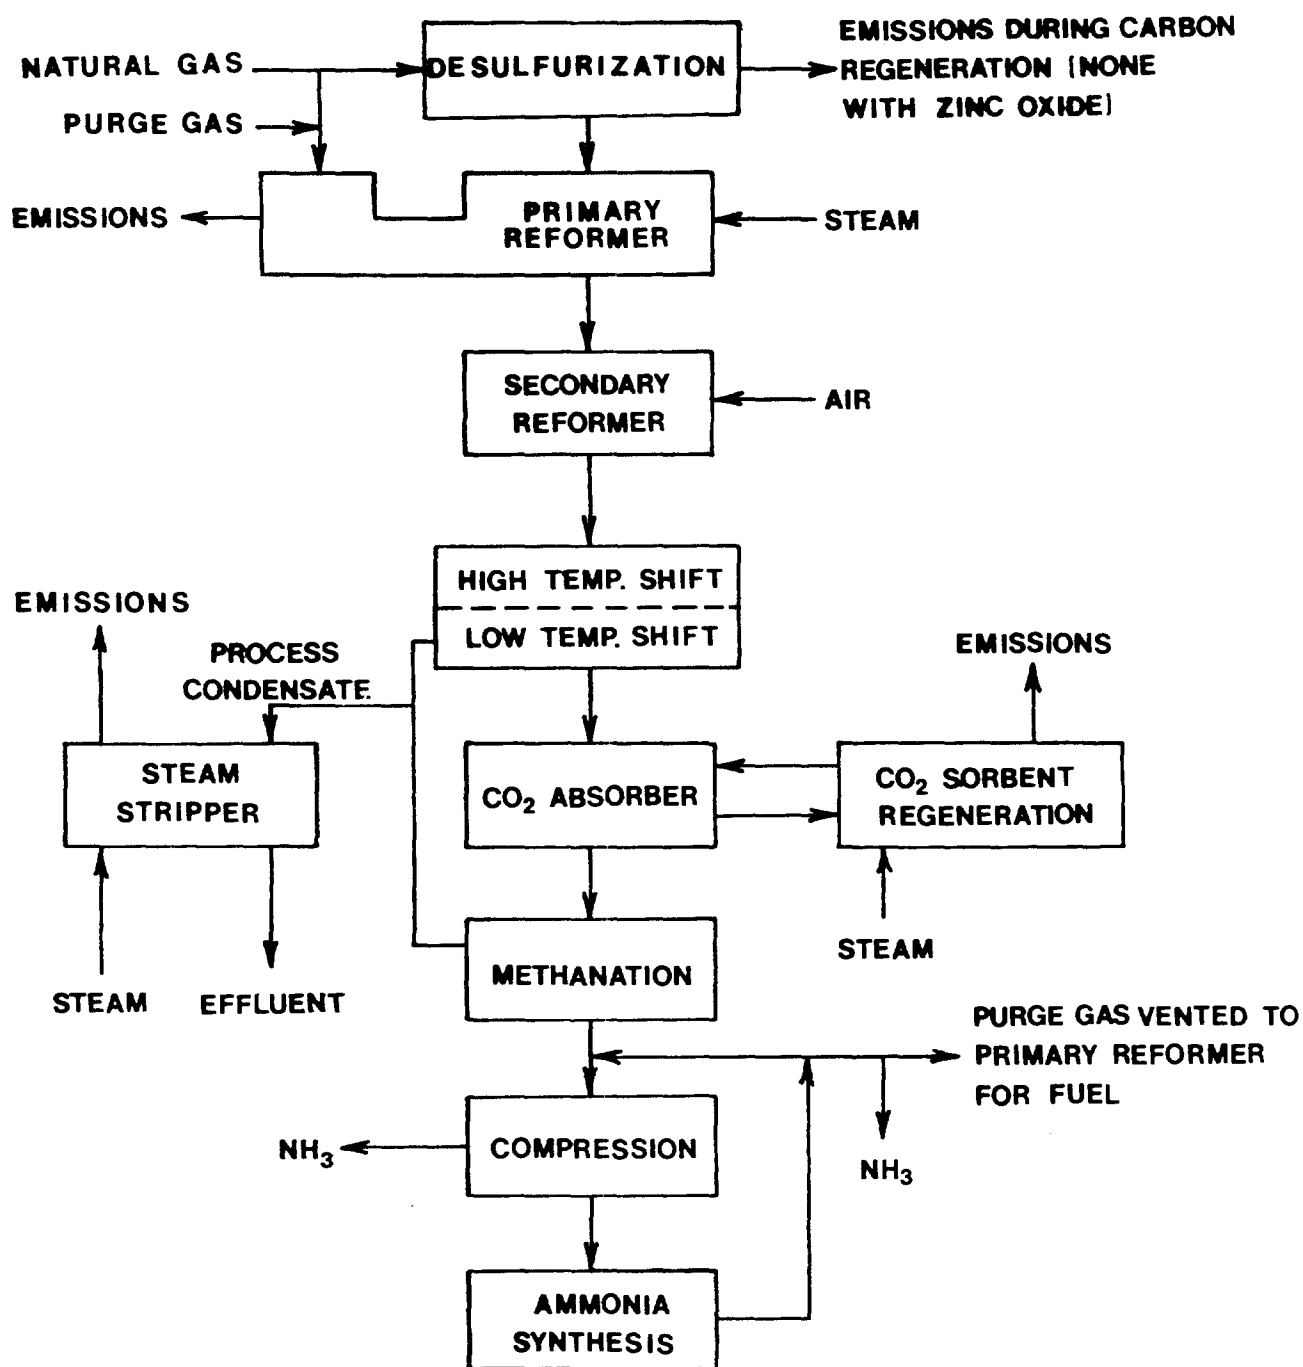 NATURAL GAS
PURGE GAS
DESULFURIZATION
EMISSIONS DURING CARBON
REGENERATION (NONE
WITH ZINC OXIDE)
EMISSIONS
PRIMARY
REFORMER
STEAM
SECONDARY
REFORMER
AIR
HIGH TEMP. SHIFT
LOW TEMP. SHIFT
EMISSIONS
PROCESS
CONDENSATE
STEAM
STRIPPER
CO₂ ABSORBER
EMISSIONS
CO₂ SORBENT
REGENERATION
STEAM
STEAM
EFFLUENT
METHANATION
PURGE GAS VENTED TO
PRIMARY REFORMER
FOR FUEL
NH₃
COMPRESSION
NH₃
AMMONIA
SYNTHESIS